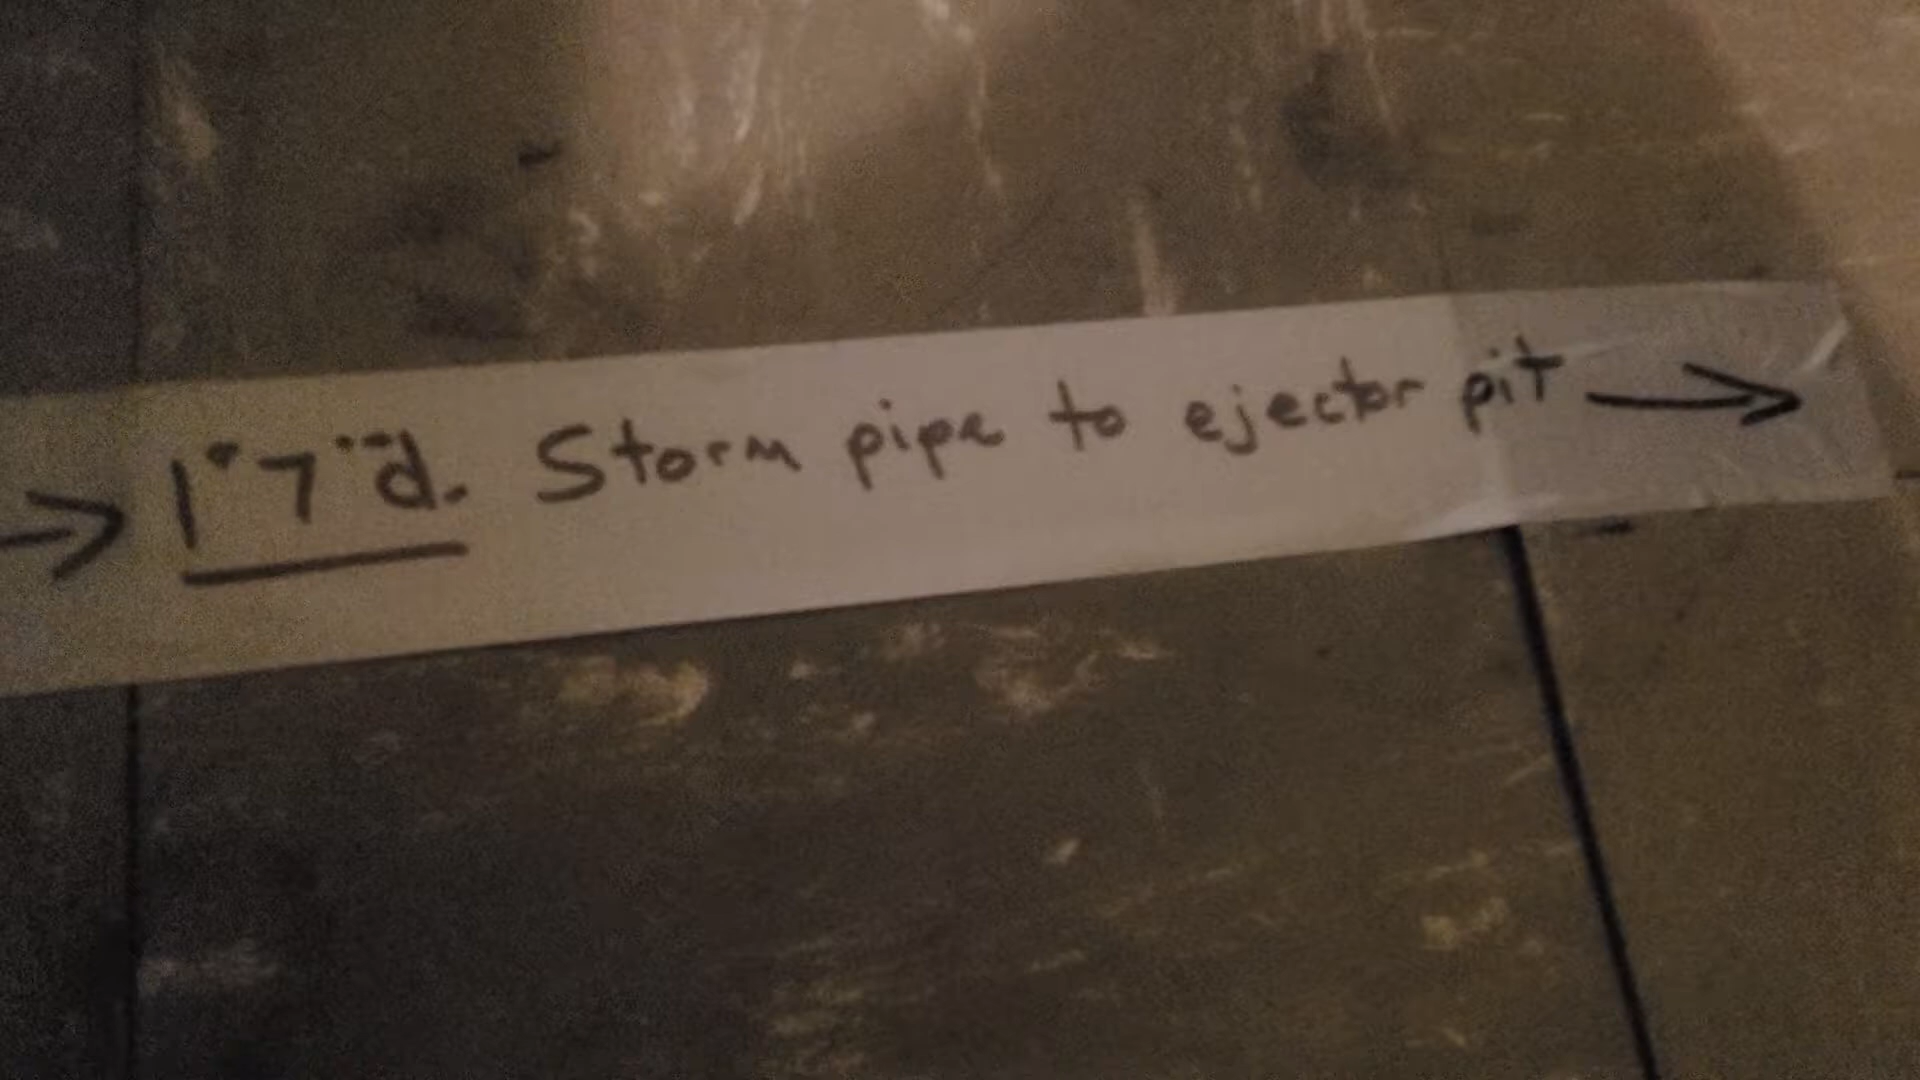 → 1" 7" d. Storm pipe to ejector pit →